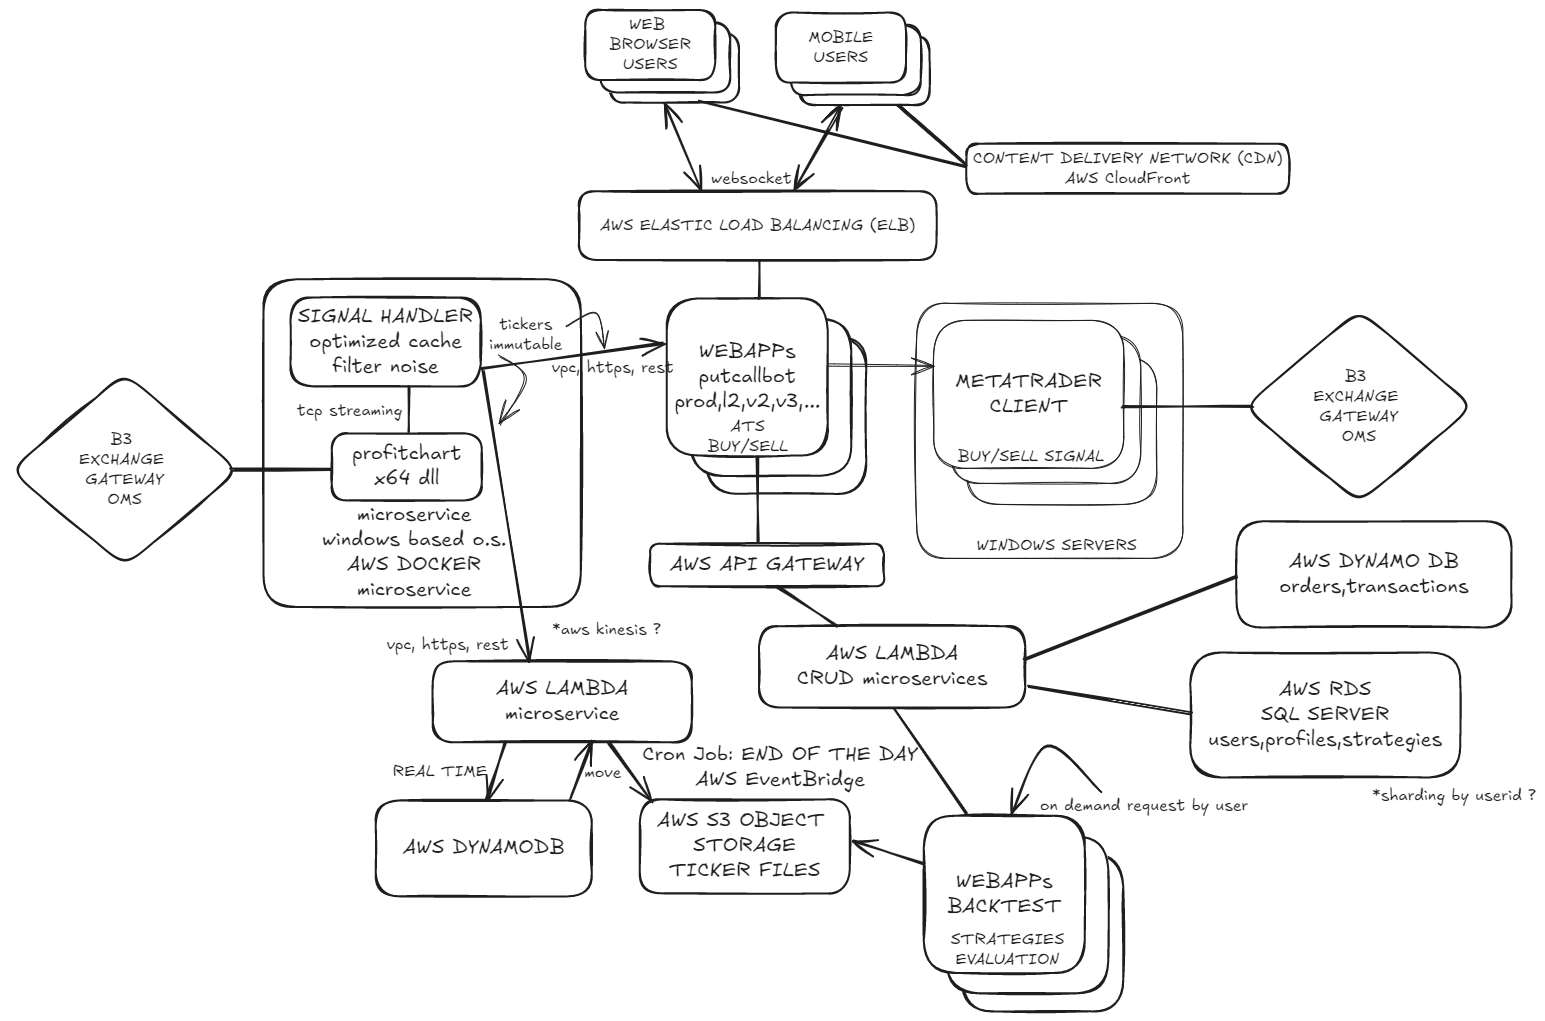 WEB
BROWSER
USERS
MOBILE
USERS
CONTENT DELIVERY NETWORK (CDN)
AWS CloudFront
websocket
AWS ELASTIC LOAD BALANCING (ELB)
SIGNAL HANDLER
optimized cache
filter noise
tickers
immutable
vpc, https, rest
tcp streaming
profitchart
x64 dll
microservice
windows based o.s.
AWS DOCKER
microservice
B3
EXCHANGE
GATEWAY
OMS
WEBAPPs
putcallbot
prod,l2,v2,v3,...
ATS
BUY/SELL
METATRADER
CLIENT
BUY/SELL SIGNAL
WINDOWS SERVERS
B3
EXCHANGE
GATEWAY
OMS
AWS API GATEWAY
AWS DYNAMO DB
orders,transactions
vpc, https, rest
*aws kinesis ?
AWS LAMBDA
microservice
AWS LAMBDA
CRUD microservices
AWS RDS
SQL SERVER
users,profiles,strategies
*sharding by userid ?
REAL TIME
move
Cron Job: END OF THE DAY
AWS EventBridge
on demand request by user
AWS DYNAMODB
AWS S3 OBJECT
STORAGE
TICKER FILES
WEBAPPs
BACKTEST
STRATEGIES
EVALUATION